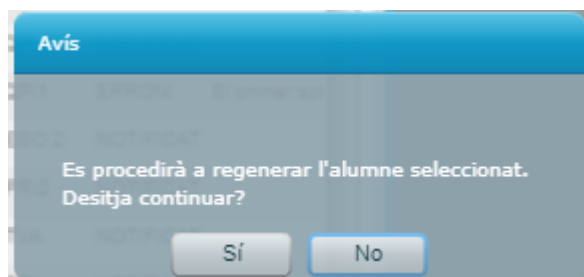 Avís
Es procedirà a regenerar l'alumne seleccionat.
Desitja continuar?
Sí
No